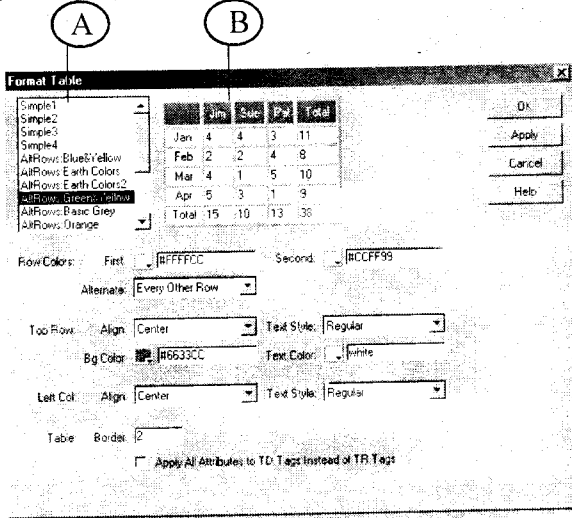 A B
Format Table
Simple1
Simple2
Simple3
Simple4
AltRows:Blue&Yellow
AltRows:Earth Colors
AltRows:Earth Colors2
AltRows:Green&Yellow
AltRows:Basic Grey
AltRows:Orange
Jim Sue Pat Total
Jan 4 4 3 11
Feb 2 2 4 8
Mar 4 1 5 10
Apr 5 3 1 9
Total 15 10 13 38
OK
Apply
Cancel
Help
Row Colors: First: #FFFFCC Second: #CCFF99
Alternate: Every Other Row
Top Row: Align: Center Text Style: Regular
Bg Color: #6633CC Text Color: white
Left Col: Align: Center Text Style: Regular
Table: Border: 2
Apply All Attributes to TD Tags Instead of TR Tags